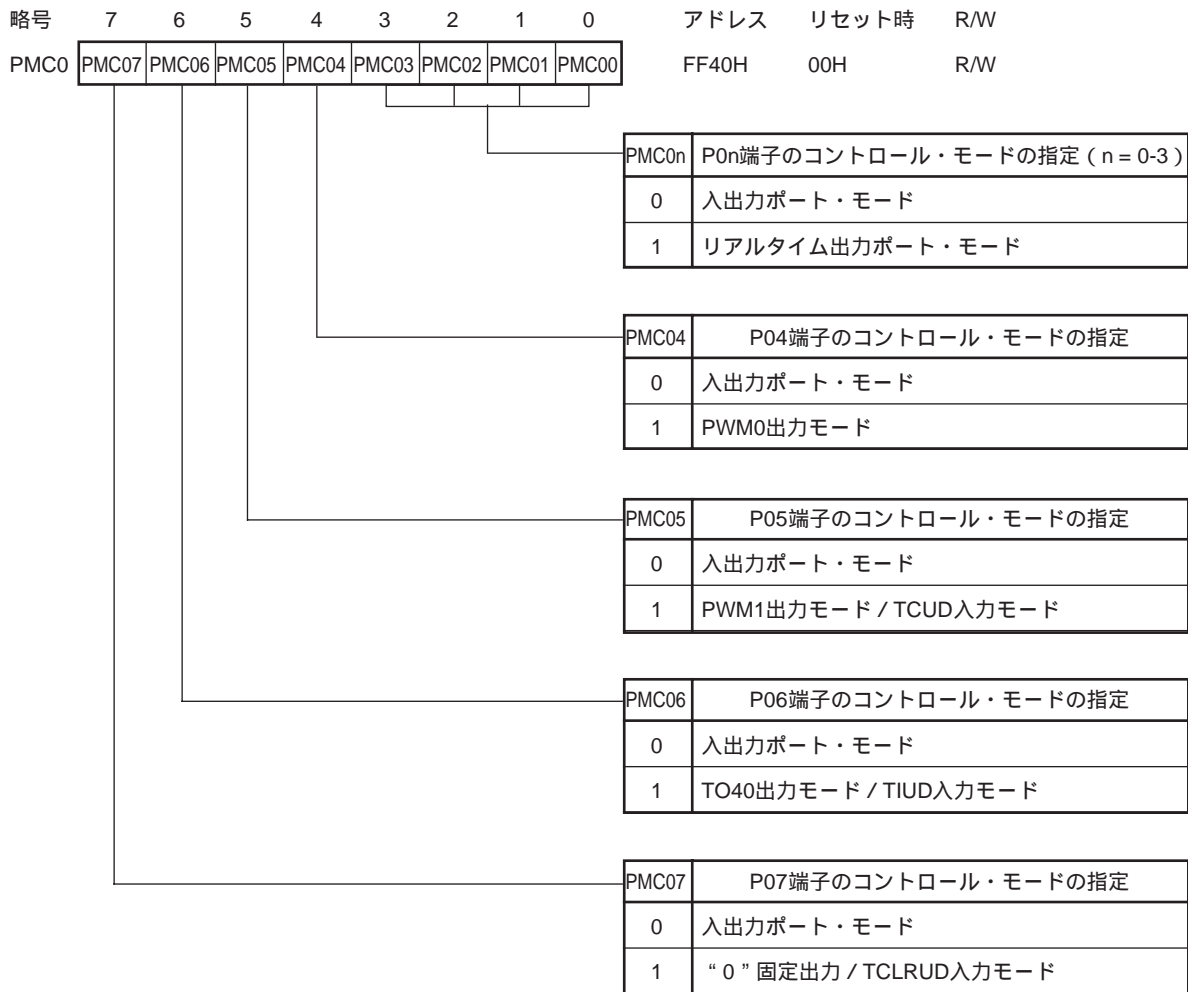 略号 7 6 5 4 3 2 1 0 アドレス リセット時 R/W
PMC0 PMC07 PMC06 PMC05 PMC04 PMC03 PMC02 PMC01 PMC00 FF40H 00H R/W
PMC0n P0n端子のコントロール・モードの指定（n = 0-3）
0 入出力ポート・モード
1 リアルタイム出力ポート・モード
PMC04 P04端子のコントロール・モードの指定
0 入出力ポート・モード
1 PWM0出力モード
PMC05 P05端子のコントロール・モードの指定
0 入出力ポート・モード
1 PWM1出力モード／TCUD入力モード
PMC06 P06端子のコントロール・モードの指定
0 入出力ポート・モード
1 TO40出力モード／TIUD入力モード
PMC07 P07端子のコントロール・モードの指定
0 入出力ポート・モード
1 “0”固定出力／TCLRUD入力モード